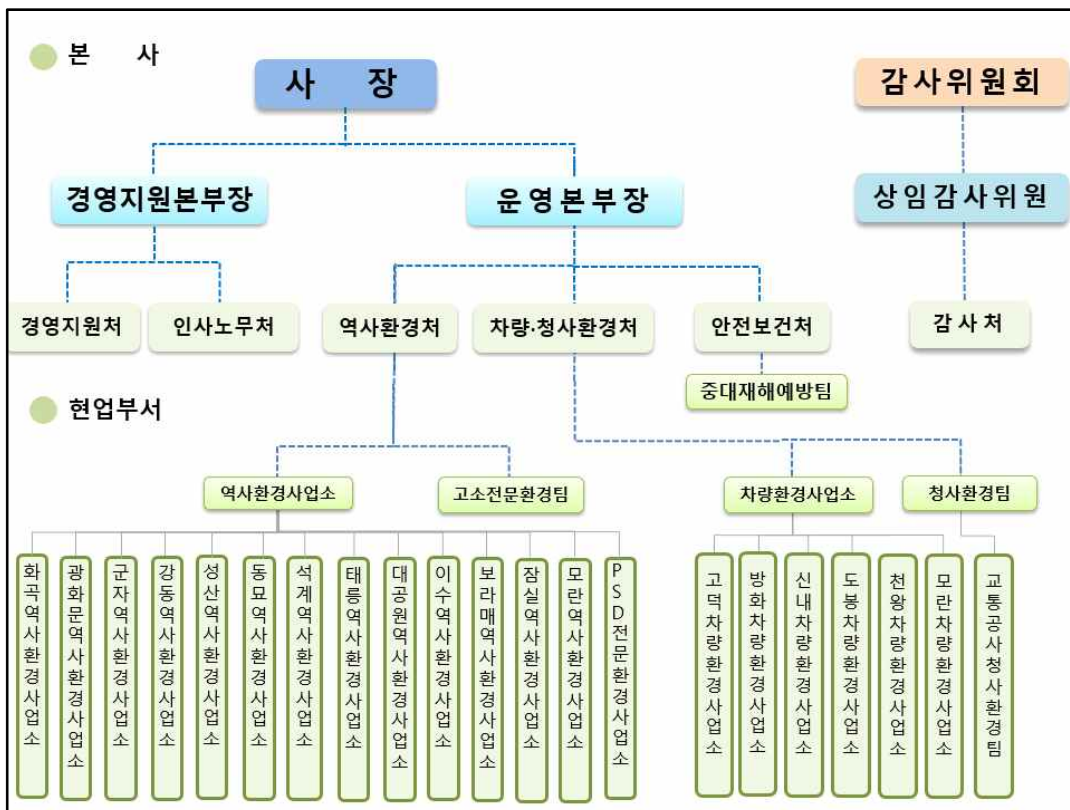 본 사
사 장
감사위원회
경영지원본부장
운영본부장
상임감사위원
경영지원처
인사노무처
역사환경처
차량·청사환경처
안전보건처
감사처
중대재해예방팀
현업부서
역사환경사업소
고소전문환경팀
차량환경사업소
청사환경팀
화곡역사환경사업소
광화문역사환경사업소
군자역사환경사업소
강동역사환경사업소
성산역사환경사업소
동묘역사환경사업소
석계역사환경사업소
태릉역사환경사업소
대공원역사환경사업소
이수역사환경사업소
보라매역사환경사업소
잠실역사환경사업소
모란역사환경사업소
PSD전문환경사업소
고덕차량환경사업소
방화차량환경사업소
신내차량환경사업소
도봉차량환경사업소
천왕차량환경사업소
모란차량환경사업소
교통공사청사환경팀